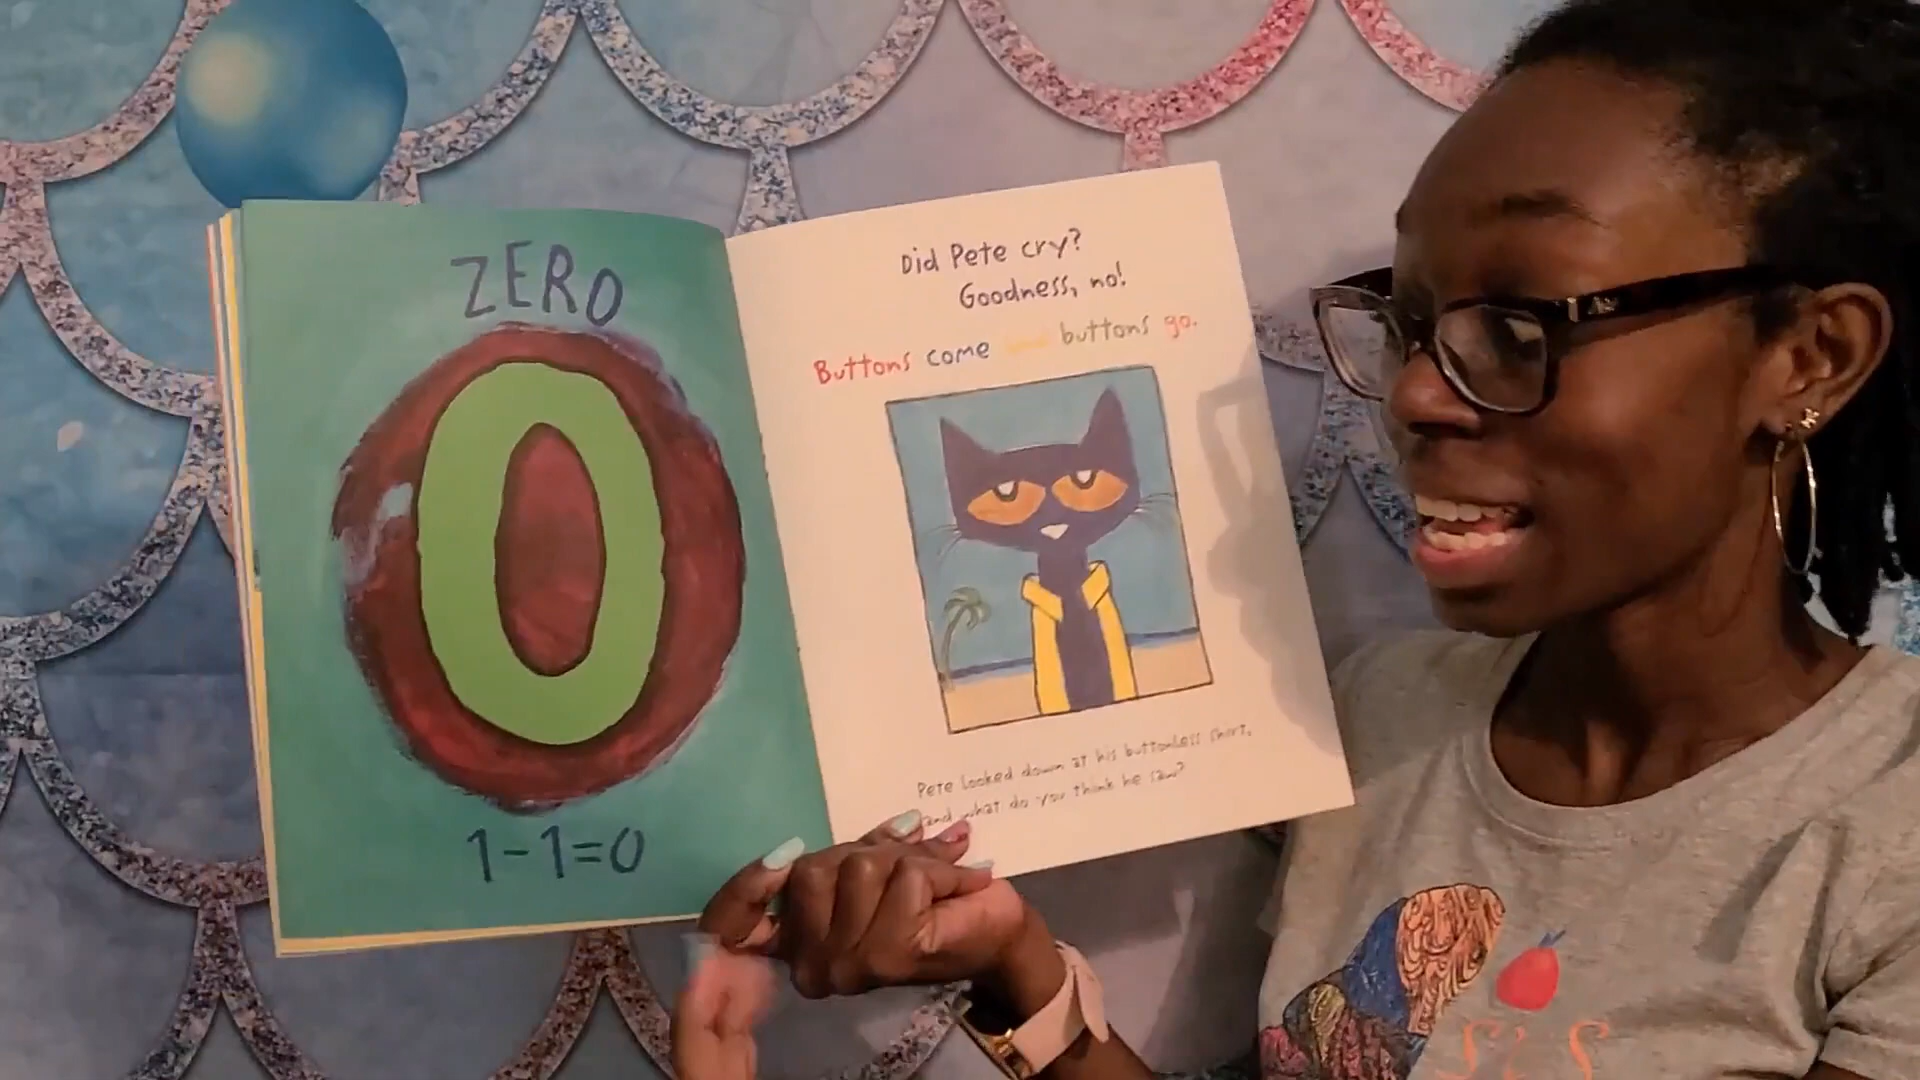 ZERO
0
1-1=0
Did Pete cry?
Goodness, no!
Buttons come buttons go.
Pete looked down at his buttonless shirt,
and what do you think he saw?